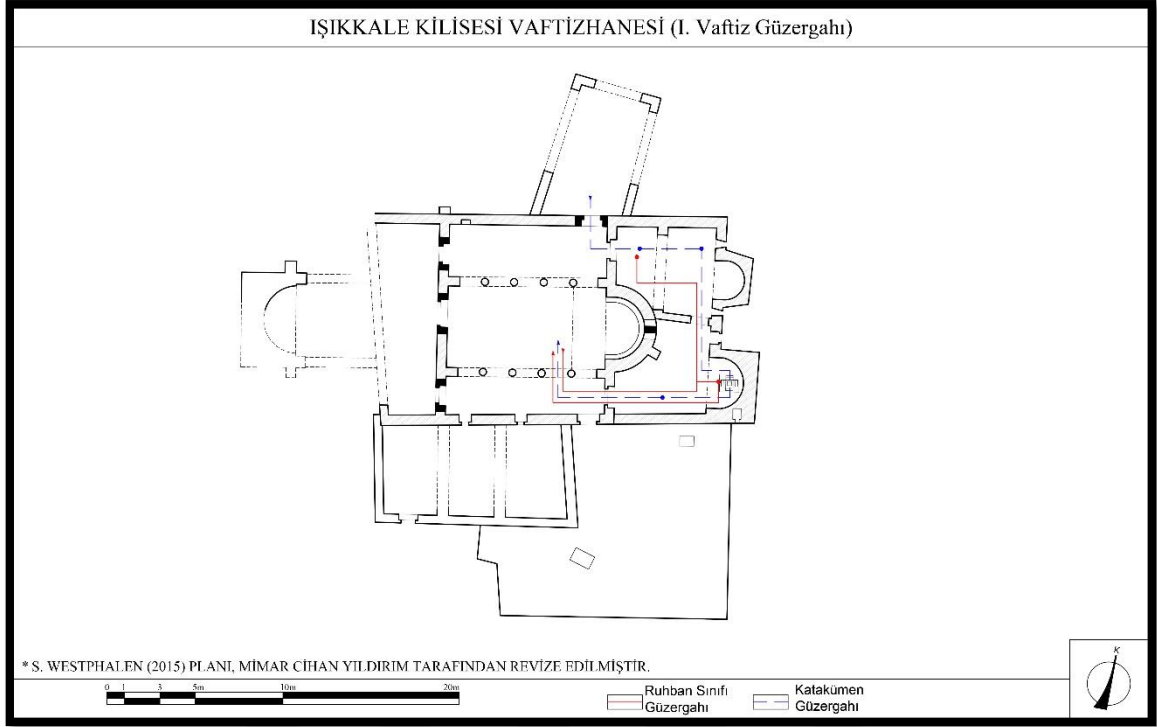 IŞIKKALE KİLİSESİ VAFTİZHANESİ (I. Vaftiz Güzergahı)
* S. WESTPHALEN (2015) PLANI, MİMAR CİHAN YILDIRIM TARAFINDAN REVİZE EDİLMİŞTİR.
0 1 3 5m 10m 20m
Ruhban Sınıfı
Güzergahı
Katakümen
Güzergahı
K